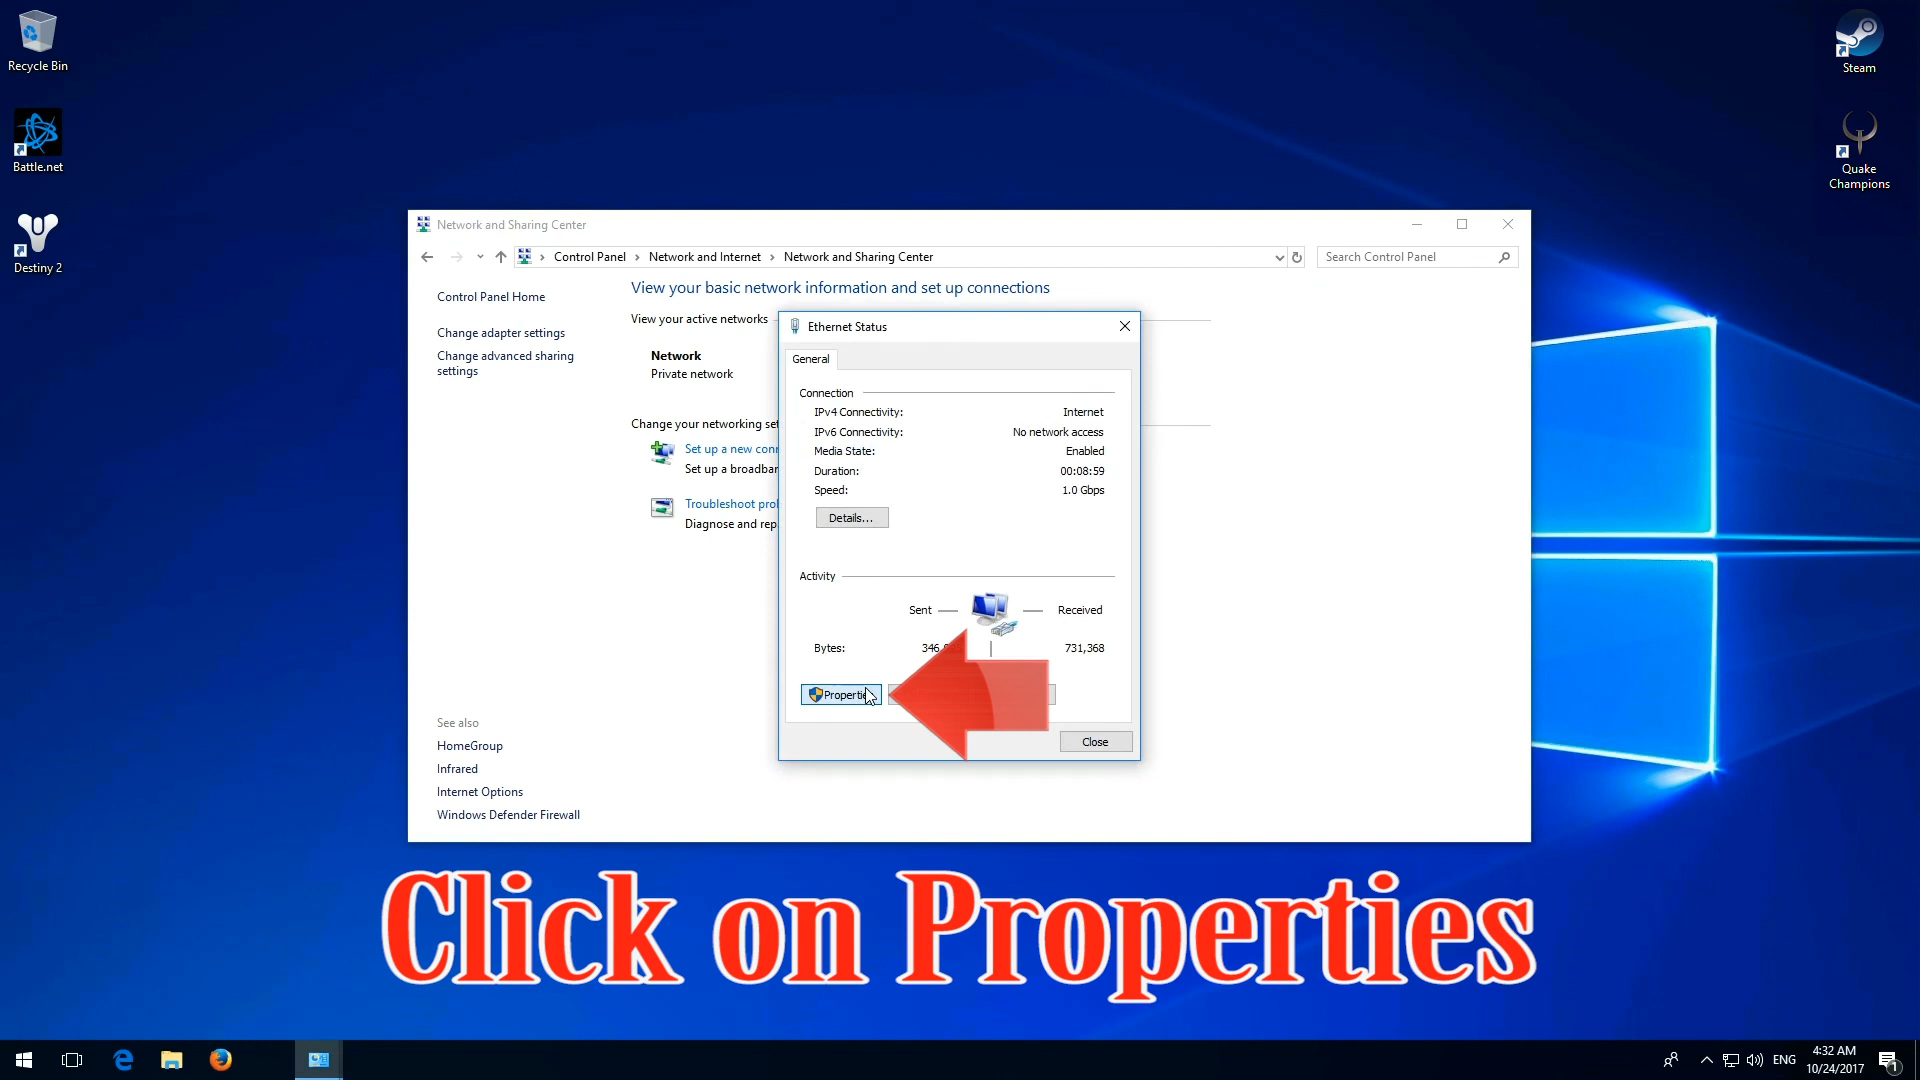 Recycle Bin
Battle.net
Destiny 2
Steam
Quake
Champions
Network and Sharing Center
Control Panel > Network and Internet > Network and Sharing Center
Search Control Panel
Control Panel Home
Change adapter settings
Change advanced sharing
settings
See also
HomeGroup
Infrared
Internet Options
Windows Defender Firewall
View your basic network information and set up connections
View your active networks
Network
Private network
Change your networking
Set up a new
Set up a
Troubleshoot
Diagnose and
Ethernet Status
General
Connection
IPv4 Connectivity: Internet
IPv6 Connectivity: No network access
Media State: Enabled
Duration: 00:08:59
Speed: 1.0 Gbps
Details...
Activity
Sent
Received
Bytes: 346, 731,368
Properties
Close
Click on Properties
ENG
4:32 AM
10/24/2017
1